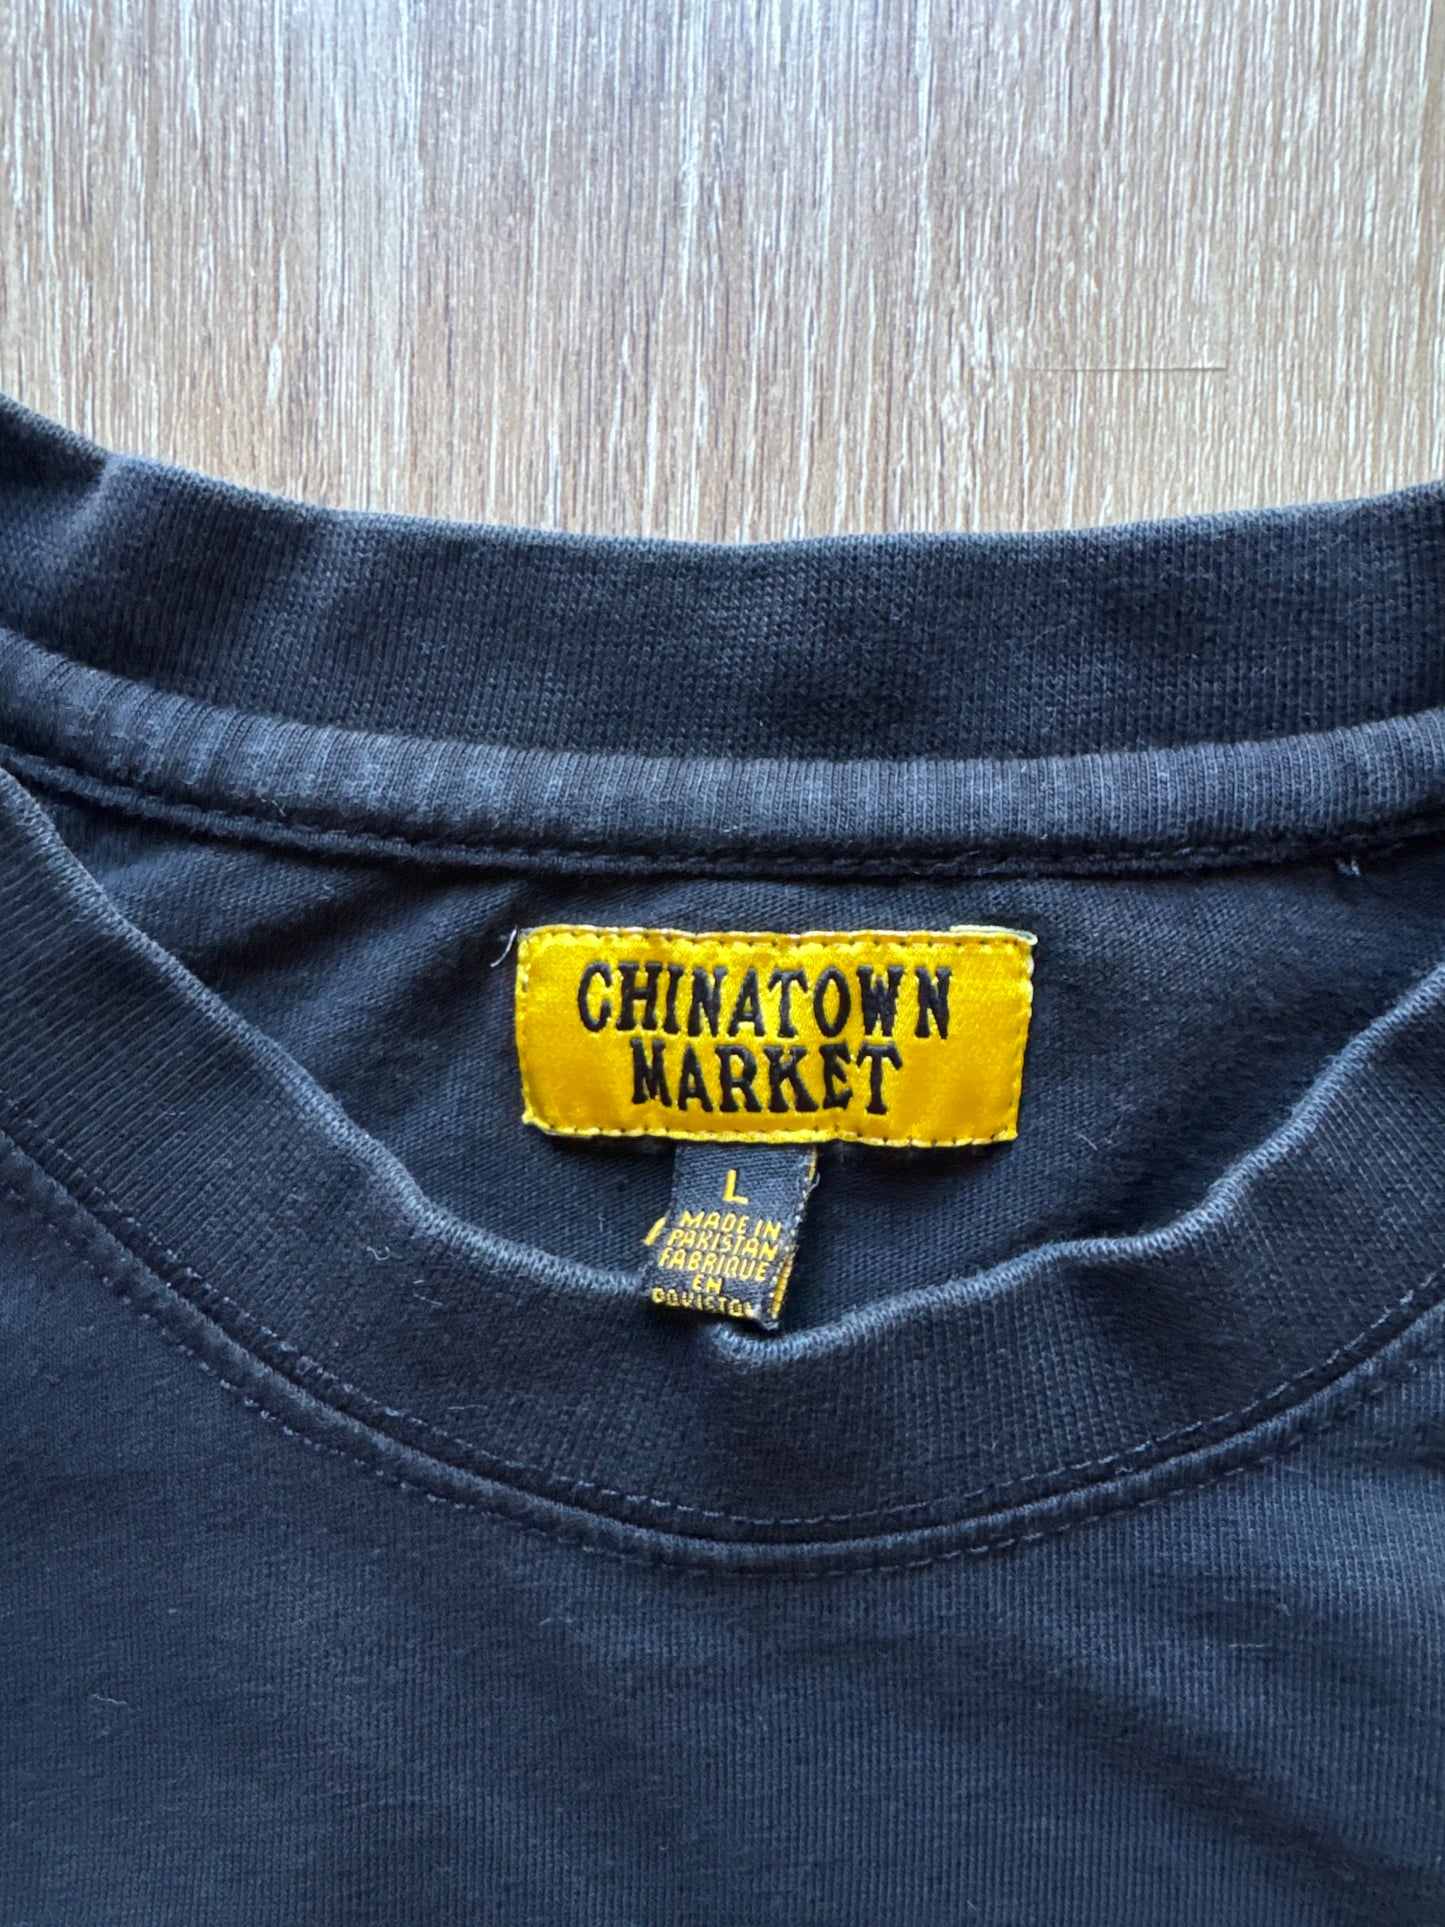 CHINATOWN
MARKET
L
MADE IN
PAKISTAN
FABRIQUE
EN